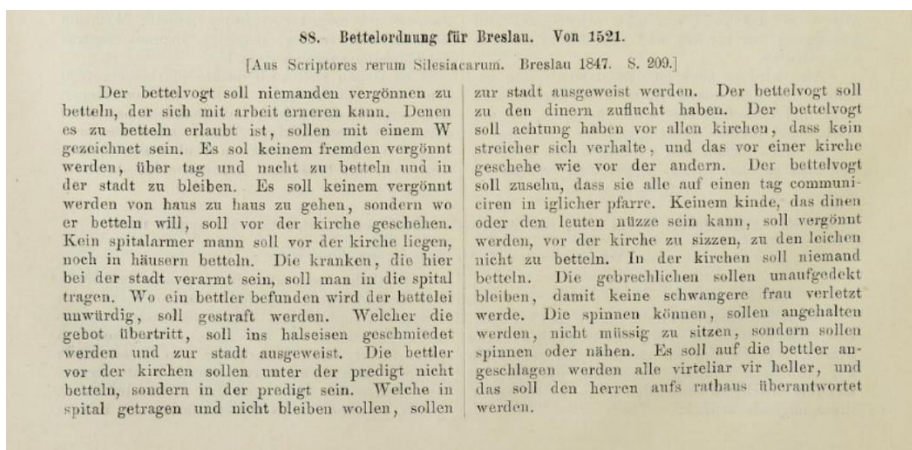 88. Bettelordnung für Breslau. Von 1521.
[Aus Scriptores rerum Silesiacarum. Breslau 1847. S. 209.]
Der bettelvogt soll niemanden vergönnen zu
betteln, der sich mit arbeit erneren kann. Denen
es zu betteln erlaubt ist, sollen mit einem W
gezeichnet sein. Es sol keinem fremden vergönnt
werden, über tag und nacht zu betteln und in
der stadt zu bleiben. Es soll keinem vergönnt
werden von haus zu haus zu gehen, sondern wo
er betteln will, soll vor der kirche geschehen.
Kein spitalarmer mann soll vor der kirche liegen,
noch in häusern betteln. Die kranken, die hier
bei der stadt verarmt sein, soll man in die spital
tragen. Wo ein bettler befunden wird der bettelei
unwürdig, soll gestraft werden. Welcher die
gebot übertritt, soll ins halseisen geschmiedet
werden und zur stadt ausgeweist. Die bettler
vor der kirchen sollen unter der predigt nicht
betteln, sondern in der predigt sein. Welche in
spital getragen und nicht bleiben wollen, sollen
zur stadt ausgeweist werden. Der bettelvogt soll
zu den dinern zuflucht haben. Der bettelvogt
soll achtung haben vor allen kirchen, dass kein
streicher sich verhalte, und das vor einer kirche
geschehe wie vor der andern. Der bettelvogt
soll zusehn, dass sie alle auf einen tag communi-
ciren in iglicher pfarre. Keinem kinde, das dinen
oder den leuten nüzze sein kann, soll vergönnt
werden, vor der kirche zu sizzen, zu den leichen
nicht zu betteln. In der kirchen soll niemand
betteln. Die gebrechlichen sollen unaufgedekt
bleiben, damit keine schwangere frau verletzt
werde. Die spinnen können, sollen angehalten
werden, nicht müssig zu sitzen, sondern sollen
spinnen oder nähen. Es soll auf die bettler an-
geschlagen werden alle virteliar vir heller, und
das soll den herren aufs rathaus überantwortet
werden.